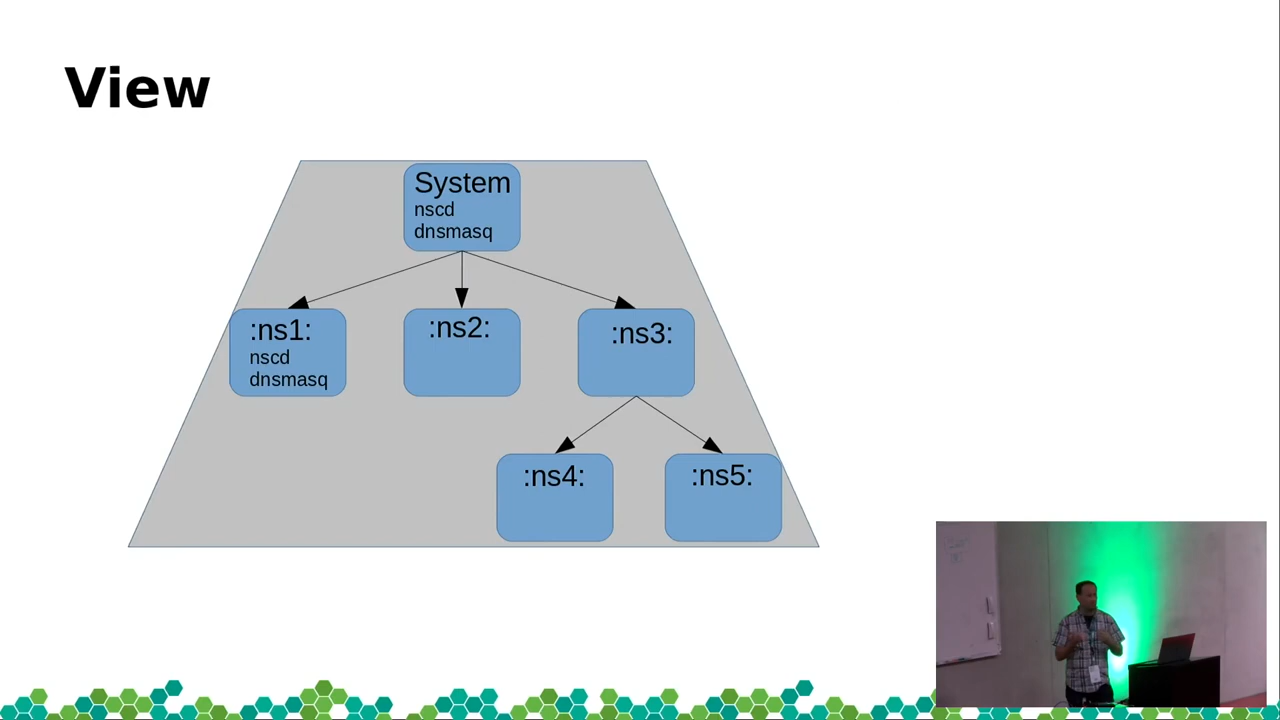 View
System
nscd
dnsmasq
:ns1:
nscd
dnsmasq
:ns2:
:ns3:
:ns4:
:ns5: